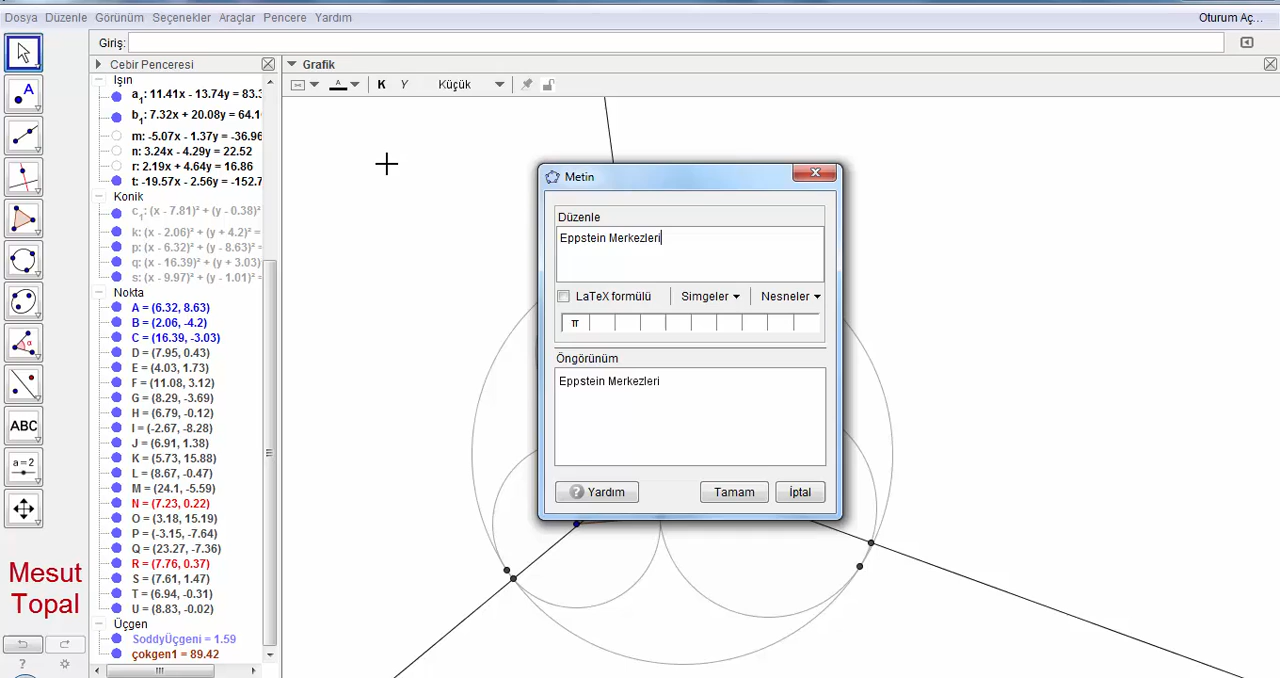 Dosya Düzenle Görünüm Seçenekler Araçlar Pencere Yardım Oturum Aç...
Giriş:
Cebir Penceresi
Grafik
K Y Küçük
Işın
a1: 11.41x - 13.74y = 83.3
b1: 7.32x + 20.08y = 64.1
m: -5.07x - 1.37y = -36.96
n: 3.24x - 4.29y = 22.52
r: 2.19x + 4.64y = 16.86
t: -19.57x - 2.56y = -152.7
Konik
c1: (x - 7.81)² + (y - 0.38)²
k: (x - 2.06)² + (y + 4.2)² =
p: (x - 6.32)² + (y - 8.63)² =
q: (x - 16.39)² + (y + 3.03)²
s: (x - 9.97)² + (y - 1.01)² =
Nokta
A = (6.32, 8.63)
B = (2.06, -4.2)
C = (16.39, -3.03)
D = (7.95, 0.43)
E = (4.03, 1.73)
F = (11.08, 3.12)
G = (8.29, -3.69)
H = (6.79, -0.12)
I = (-2.67, -8.28)
J = (6.91, 1.38)
K = (5.73, 15.88)
L = (8.67, -0.47)
M = (24.1, -5.59)
N = (7.23, 0.22)
O = (3.18, 15.19)
P = (-3.15, -7.64)
Q = (23.27, -7.36)
R = (7.76, 0.37)
S = (7.61, 1.47)
T = (6.94, -0.31)
U = (8.83, -0.02)
Üçgen
SoddyÜçgeni = 1.59
çokgen1 = 89.42
A
α
ABC
a=2
Mesut
Topal
?
Metin
Düzenle
Eppstein Merkezleri
LaTeX formülü Simgeler Nesneler
π
Öngörünüm
Eppstein Merkezleri
? Yardım Tamam İptal